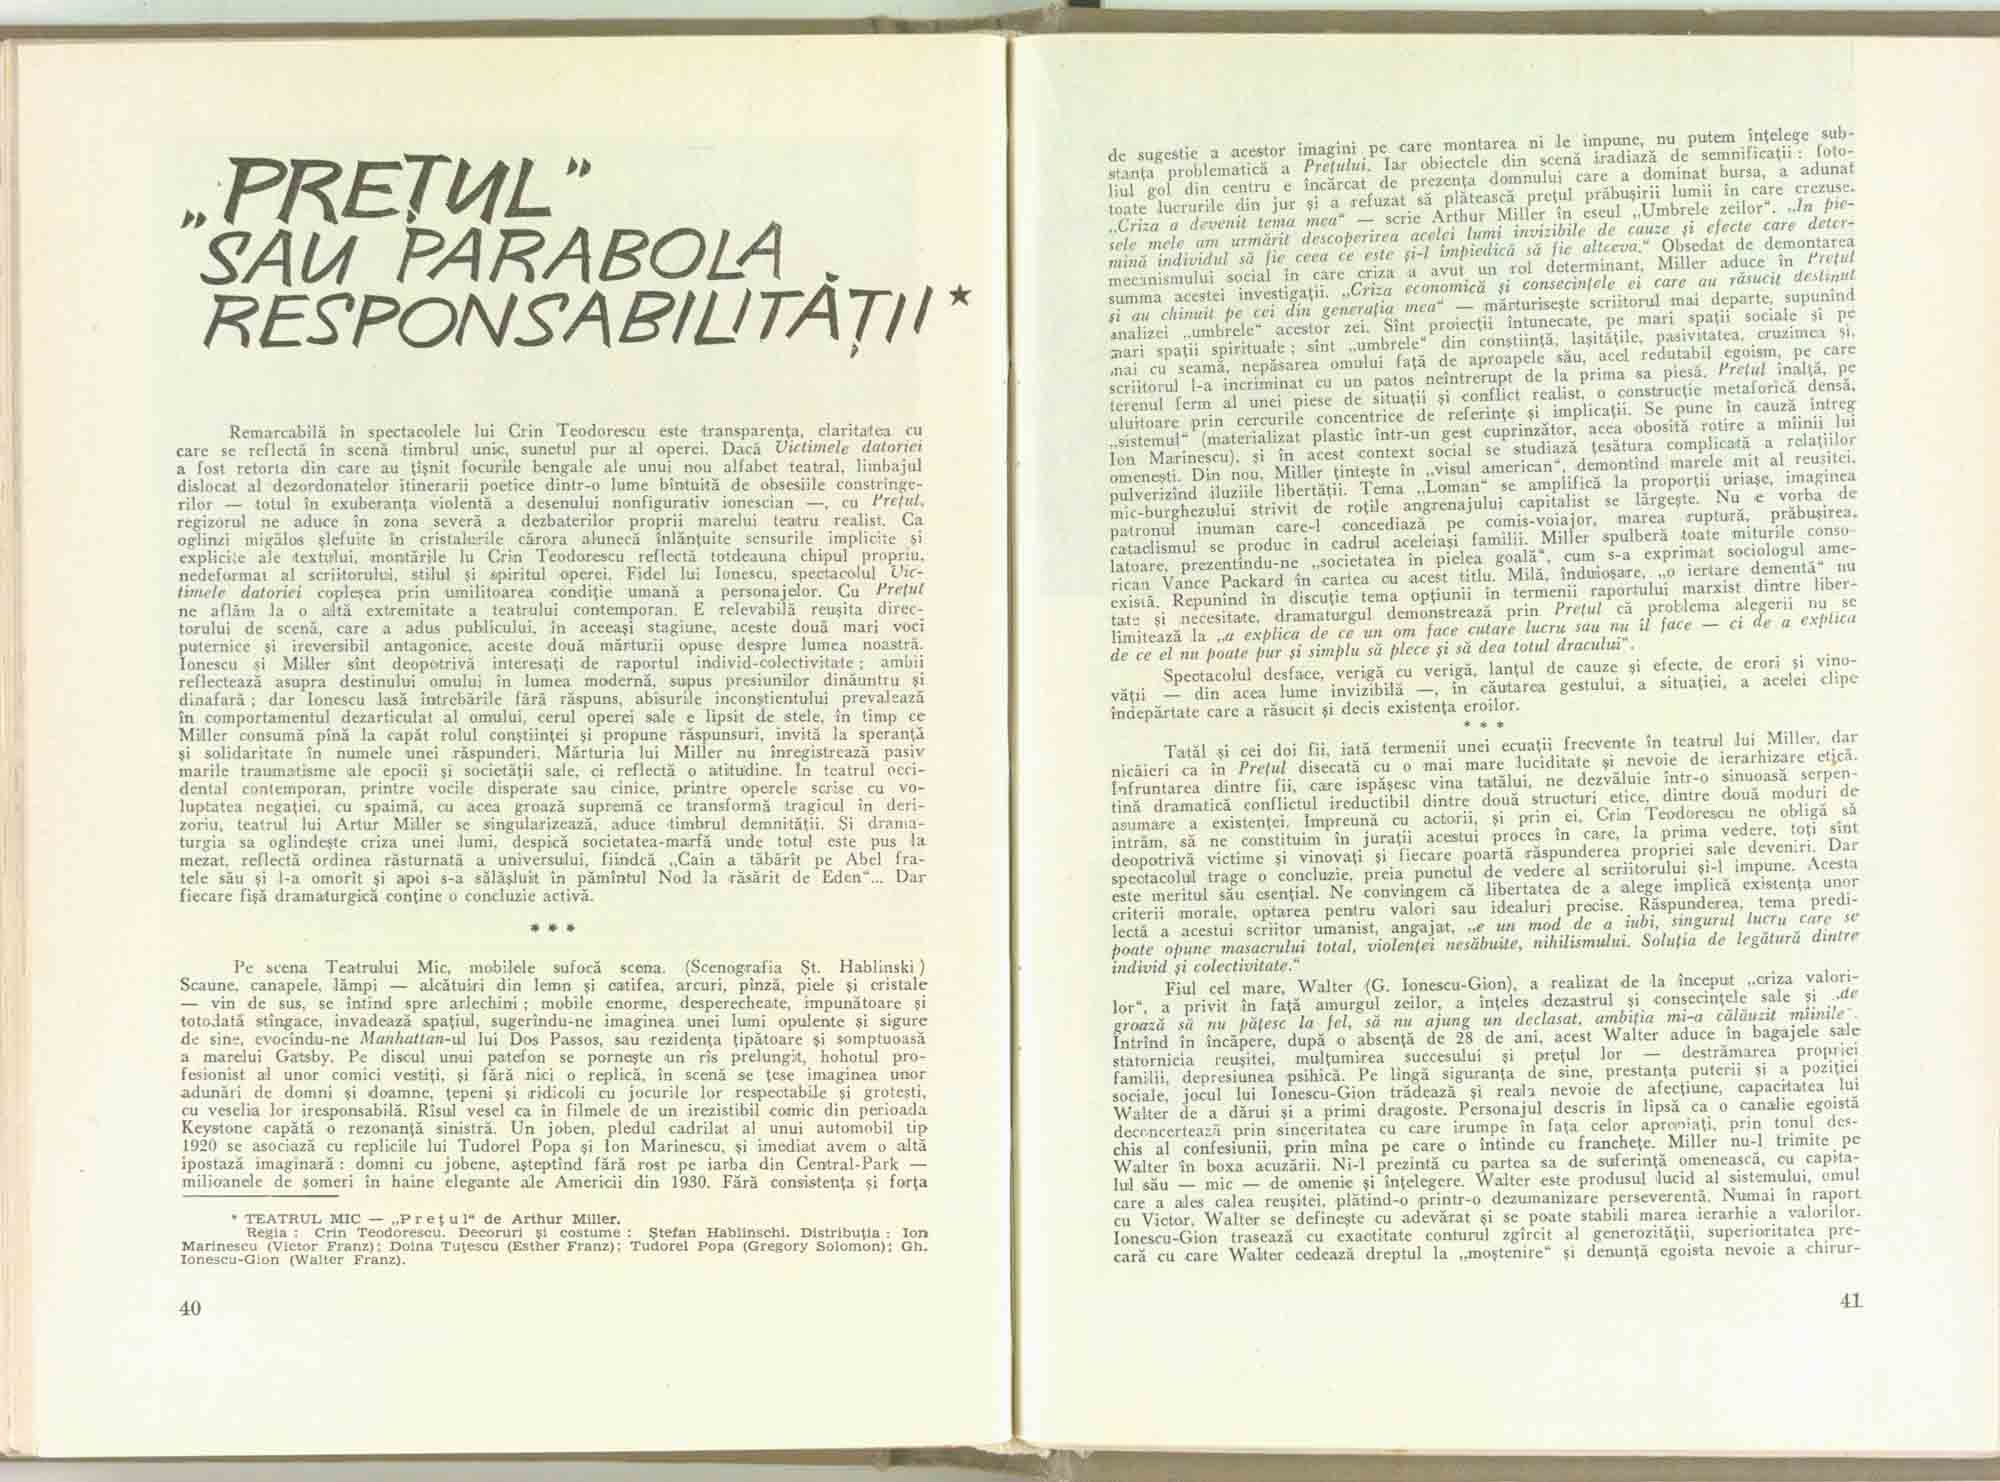 „PREȚUL”
SAU PARABOLA
RESPONSABILITĂȚII*
Remarcabilă în spectacolele lui Crin Teodorescu este transparența, claritatea cu
care se reflectă în scenă timbrul unic, sunetul pur al operei. Dacă Victimele datoriei
a fost retorta din care au țîșnit focurile bengale ale unui nou alfabet teatral, limbajul
dislocat al dezordonatelor itinerarii poetice dintr-o lume bîntuită de obsesiile constrînge-
rilor — totul în exuberanța violentă a desenului nonfigurativ ionescian —, cu Prețul,
regizorul ne aduce în zona severă a dezbaterilor proprii marelui teatru realist. Ca
oglinzi migălos șlefuite în cristalurile cărora alunecă înlănțuite sensurile implicite și
explicite ale textului, montările lu Crin Teodorescu reflectă totdeauna chipul propriu,
nedeformat al scriitorului, stilul și spiritul operei. Fidel lui Ionescu, spectacolul Vic-
timele datoriei copleșea prin umilitoarea condiție umană a personajelor. Cu Prețul
ne aflăm la o altă extremitate a teatrului contemporan. E relevabilă reușita direc-
torului de scenă, care a adus publicului, în aceeași stagiune, aceste două mari voci
puternice și ireversibil antagonice, aceste două mărturii opuse despre lumea noastră.
Ionescu și Miller sînt deopotrivă interesați de raportul individ-colectivitate ; ambii
reflectează asupra destinului omului în lumea modernă, supus presiunilor dinăuntru și
dinafară ; dar Ionescu lasă întrebările fără răspuns, abisurile inconștientului prevalează
în comportamentul dezarticulat al omului, cerul operei sale e lipsit de stele, în timp ce
Miller consumă pînă la capăt rolul conștiinței și propune răspunsuri, invită la speranță
și solidaritate în numele unei răspunderi. Mărturia lui Miller nu înregistrează pasiv
marile traumatisme ale epocii și societății sale, ci reflectă o atitudine. In teatrul occi-
dental contemporan, printre vocile disperate sau cinice, printre operele scrise cu vo-
luptatea negației, cu spaimă, cu acea groază supremă ce transformă tragicul în deri-
zoriu, teatrul lui Artur Miller se singularizează, aduce timbrul demnității. Și drama-
turgia sa oglindește criza unei lumi, despică societatea-marfă unde totul este pus la
mezat, reflectă ordinea răsturnată a universului, fiindcă „Cain a tăbărît pe Abel fra-
tele său și l-a omorît și apoi s-a sălășluit în pămîntul Nod la răsărit de Eden“... Dar
fiecare fișă dramaturgică conține o concluzie activă.
* * *
Pe scena Teatrului Mic, mobilele sufocă scena. (Scenografia Șt. Hablinski)
Scaune, canapele, lămpi — alcătuiri din lemn și catifea, arcuri, pînză, piele și cristale
— vin de sus, se întind spre arlechini ; mobile enorme, desperecheate, impunătoare și
totodată stîngace, invadează spațiul, sugerîndu-ne imaginea unei lumi opulente și sigure
de sine, evocîndu-ne Manhattan-ul lui Dos Passos, sau rezidența țipătoare și somptuoasă
a marelui Gatsby. Pe discul unui patefon se pornește un rîs prelungit, hohotul pro-
fesionist al unor comici vestiți, și fără nici o replică, în scenă se țese imaginea unor
adunări de domni și doamne, țepeni și ridicoli cu jocurile lor respectabile și grotești,
cu veselia lor iresponsabilă. Rîsul vesel ca în filmele de un irezistibil comic din perioada
Keystone capătă o rezonanță sinistră. Un joben, pledul cadrilat al unui automobil tip
1920 se asociază cu replicile lui Tudorel Popa și Ion Marinescu, și imediat avem o altă
ipostază imaginară : domni cu jobene, așteptînd fără rost pe iarba din Central-Park —
milioanele de șomeri în haine elegante ale Americii din 1930. Fără consistența și forța
* TEATRUL MIC — „Prețul“ de Arthur Miller.
Regia : Crin Teodorescu. Decoruri și costume : Ștefan Hablinschi. Distribuția : Ion
Marinescu (Victor Franz); Doina Tuțescu (Esther Franz); Tudorel Popa (Gregory Solomon); Gh.
Ionescu-Gion (Walter Franz).
40
de sugestie a acestor imagini pe care montarea ni le impune, nu putem înțelege sub-
stanța problematică a Prețului. Iar obiectele din scenă iradiază de semnificații : foto-
liul gol din centru e încărcat de prezența domnului care a dominat bursa, a adunat
toate lucrurile din jur și a refuzat să plătească prețul prăbușirii lumii în care crezuse.
„Criza a devenit tema mea“ — scrie Arthur Miller în eseul „Umbrele zeilor“. „In pie-
sele mele am urmărit descoperirea acelei lumi invizibile de cauze și efecte care deter-
mină individul să fie ceea ce este și-l împiedică să fie altceva.“ Obsedat de demontarea
mecanismului social în care criza a avut un rol determinant, Miller aduce în Prețul
summa acestei investigații. „Criza economică și consecințele ei care au răsucit destinul
și au chinuit pe cei din generația mea“ — mărturisește scriitorul mai departe, supunînd
analizei „umbrele“ acestor zei. Sînt proiecții întunecate, pe mari spații sociale și pe
mari spații spirituale ; sînt „umbrele“ din conștiință, lașitățile, pasivitatea, cruzimea și,
mai cu seamă, nepăsarea omului față de aproapele său, acel redutabil egoism, pe care
scriitorul l-a incriminat cu un patos neîntrerupt de la prima sa piesă. Prețul înalță, pe
terenul ferm al unei piese de situații și conflict realist, o construcție metaforică densă,
uluitoare prin cercurile concentrice de referințe și implicații. Se pune în cauză întreg
„sistemul“ (materializat plastic într-un gest cuprinzător, acea obosită rotire a mîinii lui
Ion Marinescu), și în acest context social se studiază țesătura complicată a relațiilor
omenești. Din nou, Miller țintește în „visul american“, demontînd marele mit al reușitei,
pulverizînd iluziile libertății. Tema „Loman“ se amplifică la proporții uriașe, imaginea
mic-burghezului strivit de roțile angrenajului capitalist se lărgește. Nu e vorba de
patronul inuman care-l concediază pe comis-voiajor, marea ruptură, prăbușirea,
cataclismul se produc în cadrul aceleiași familii. Miller spulberă toate miturile conso-
latoare, prezentîndu-ne „societatea în pielea goală“, cum s-a exprimat sociologul ame-
rican Vance Packard în cartea cu acest titlu. Milă, înduioșare, „o iertare dementă“ nu
există. Repunînd în discuție tema opțiunii în termenii raportului marxist dintre liber-
tate și necesitate, dramaturgul demonstrează prin Prețul că problema alegerii nu se
limitează la „a explica de ce un om face cutare lucru sau nu îl face — ci de a explica
de ce el nu poate pur și simplu să plece și să dea totul dracului“.
Spectacolul desface, verigă cu verigă, lanțul de cauze și efecte, de erori și vino-
vății — din acea lume invizibilă —, în căutarea gestului, a situației, a acelei clipe
îndepărtate care a răsucit și decis existența eroilor.
* * *
Tatăl și cei doi fii, iată termenii unei ecuații frecvente în teatrul lui Miller, dar
nicăieri ca în Prețul disecată cu o mai mare luciditate și nevoie de ierarhizare etică.
Infruntarea dintre fii, care ispășesc vina tatălui, ne dezvăluie într-o sinuoasă serpen-
tină dramatică conflictul ireductibil dintre două structuri etice, dintre două moduri de
asumare a existenței. Impreună cu actorii, și prin ei, Crin Teodorescu ne obligă să
intrăm, să ne constituim în jurații acestui proces în care, la prima vedere, toți sînt
deopotrivă victime și vinovați și fiecare poartă răspunderea propriei sale deveniri. Dar
spectacolul trage o concluzie, preia punctul de vedere al scriitorului și-l impune. Acesta
este meritul său esențial. Ne convingem că libertatea de a alege implică existența unor
criterii morale, optarea pentru valori sau idealuri precise. Răspunderea, tema predi-
lectă a acestui scriitor umanist, angajat, „e un mod de a iubi, singurul lucru care se
poate opune masacrului total, violenței nesăbuite, nihilismului. Soluția de legătură dintre
individ și colectivitate.“
Fiul cel mare, Walter (G. Ionescu-Gion), a realizat de la început „criza valori-
lor“, a privit în față amurgul zeilor, a înțeles dezastrul și consecințele sale și „de
groază să nu pățesc la fel, să nu ajung un declasat, ambiția mi-a călăuzit mîinile“.
Intrînd în încăpere, după o absență de 28 de ani, acest Walter aduce în bagajele sale
statornicia reușitei, mulțumirea succesului și prețul lor — destrămarea propriei
familii, depresiunea psihică. Pe lîngă siguranța de sine, prestanța puterii și a poziției
sociale, jocul lui Ionescu-Gion trădează și reala nevoie de afecțiune, capacitatea lui
Walter de a dărui și a primi dragoste. Personajul descris în lipsă ca o canalie egoistă
deconcertează prin sinceritatea cu care irumpe în fața celor apropiați, prin tonul des-
chis al confesiunii, prin mîna pe care o întinde cu franchețe. Miller nu-l trimite pe
Walter în boxa acuzării. Ni-l prezintă cu partea sa de suferință omenească, cu capita-
lul său — mic — de omenie și înțelegere. Walter este produsul lucid al sistemului, omul
care a ales calea reușitei, plătind-o printr-o dezumanizare perseverentă. Numai în raport
cu Victor, Walter se definește cu adevărat și se poate stabili marea ierarhie a valorilor.
Ionescu-Gion trasează cu exactitate conturul zgîrcit al generozității, superioritatea pre-
cară cu care Walter cedează dreptul la „moștenire“ și denunță egoista nevoie a chirur-
41